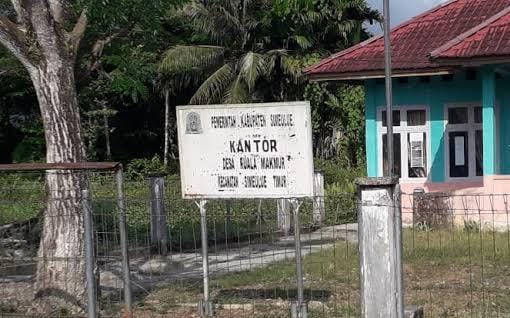 PEMERINTAH KABUPATEN SIMEULUE
KANTOR
DESA KUALA MAKMUR
KECAMATAN SIMEULUE TIMUR